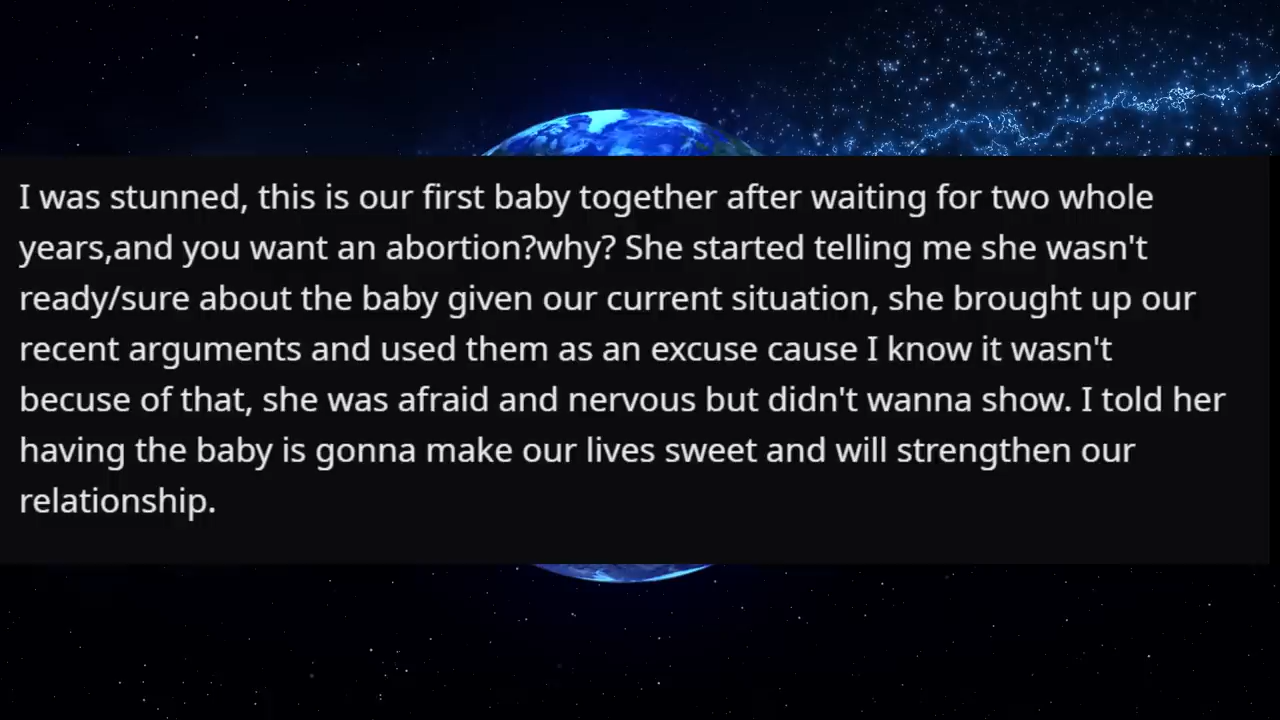 I was stunned, this is our first baby together after waiting for two whole
years,and you want an abortion?why? She started telling me she wasn't
ready/sure about the baby given our current situation, she brought up our
recent arguments and used them as an excuse cause I know it wasn't
becuse of that, she was afraid and nervous but didn't wanna show. I told her
having the baby is gonna make our lives sweet and will strengthen our
relationship.